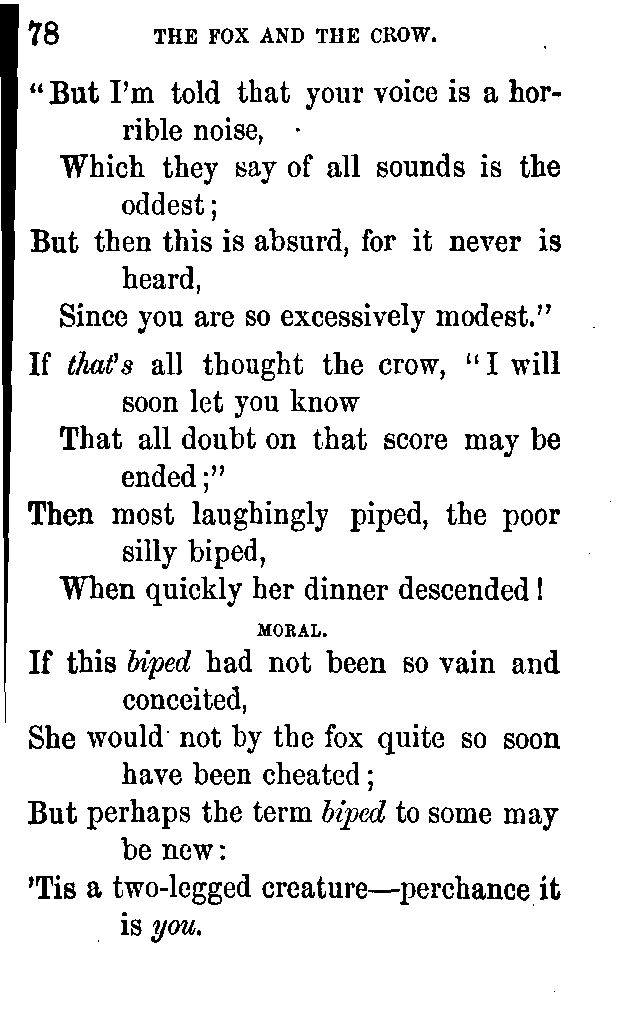 78 THE FOX AND THE CROW.
“But I’m told that your voice is a hor-
rible noise,
Which they say of all sounds is the
oddest;
But then this is absurd, for it never is
heard,
Since you are so excessively modest.”
If that’s all thought the crow, “I will
soon let you know
That all doubt on that score may be
ended;”
Then most laughingly piped, the poor
silly biped,
When quickly her dinner descended!
MORAL.
If this biped had not been so vain and
conceited,
She would not by the fox quite so soon
have been cheated;
But perhaps the term biped to some may
be new:
’Tis a two-legged creature—perchance it
is you.